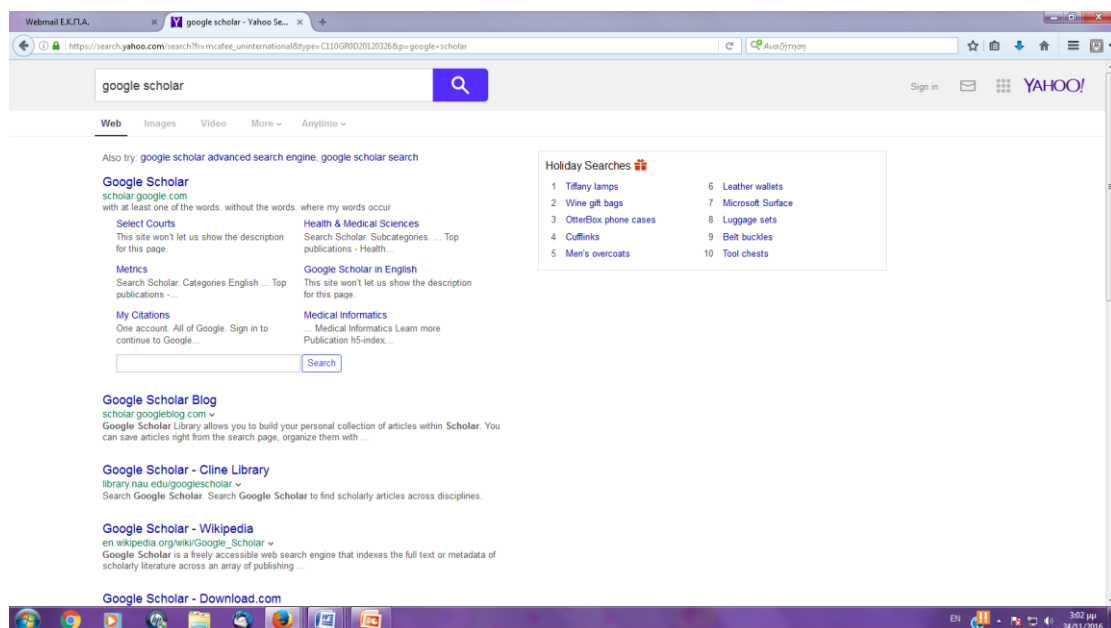 Webmail Ε.Κ.Π.Α.
google scholar - Yahoo Se...
https://search.yahoo.com/search?fr=mcafee_uninternational&type=C110GR0D20120326&p=google+scholar
Αναζήτηση
google scholar
Sign in
YAHOO!
Web Images Video More Anytime
Also try: google scholar advanced search engine, google scholar search
Google Scholar
scholar.google.com
with at least one of the words. without the words. where my words occur
Select Courts
This site won't let us show the description
for this page.
Health & Medical Sciences
Search Scholar. Subcategories. ... Top
publications - Health...
Metrics
Search Scholar. Categories English ... Top
publications -...
Google Scholar in English
This site won't let us show the description
for this page.
My Citations
One account. All of Google. Sign in to
continue to Google...
Medical Informatics
... Medical Informatics Learn more
Publication h5-index...
Search
Google Scholar Blog
scholar.googleblog.com
Google Scholar Library allows you to build your personal collection of articles within Scholar. You
can save articles right from the search page, organize them with ...
Google Scholar - Cline Library
library.nau.edu/googlescholar
Search Google Scholar. Search Google Scholar to find scholarly articles across disciplines.
Google Scholar - Wikipedia
en.wikipedia.org/wiki/Google_Scholar
Google Scholar is a freely accessible web search engine that indexes the full text or metadata of
scholarly literature across an array of publishing ...
Google Scholar - Download.com
Holiday Searches
1 Tiffany lamps
2 Wine gift bags
3 OtterBox phone cases
4 Cufflinks
5 Men's overcoats
6 Leather wallets
7 Microsoft Surface
8 Luggage sets
9 Belt buckles
10 Tool chests
EN
3:02 μμ
24/11/2016